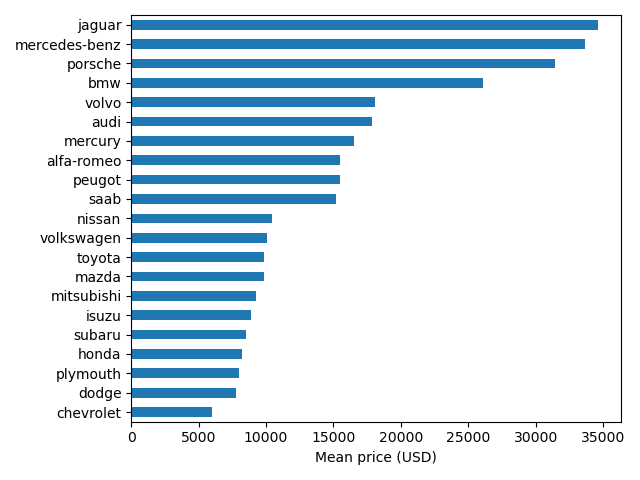 jaguar
mercedes-benz
porsche
bmw
volvo
audi
mercury
alfa-romeo
peugot
saab
nissan
volkswagen
toyota
mazda
mitsubishi
isuzu
subaru
honda
plymouth
dodge
chevrolet
0 5000 10000 15000 20000 25000 30000 35000
Mean price (USD)